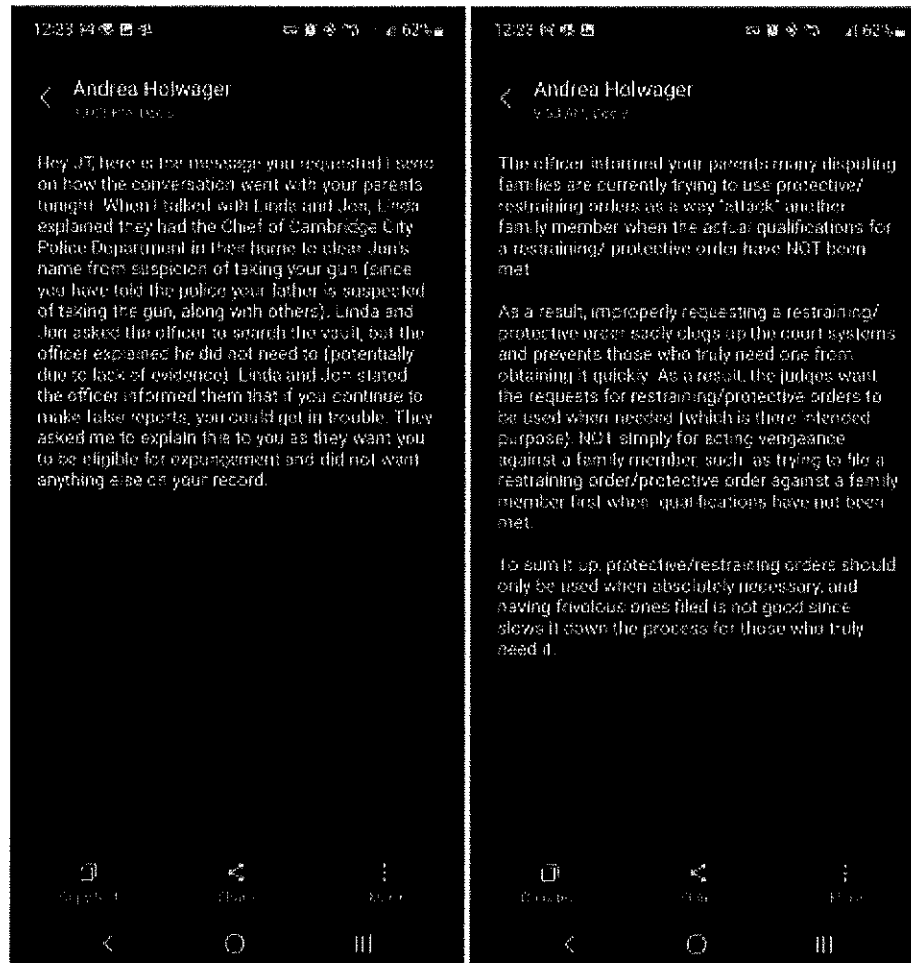 12:23
62%
Andrea Holwager
Hey JT, here is the message you requested I send
on how the conversation went with your parents
tonight. When I talked with Linda and Jon, Linda
explained they had the Chief of Cambridge City
Police Department in their home to clear Jon's
name from suspicion of taking your gun (since
you have told the police your father is suspected
of taking the gun, along with others). Linda and
Jon asked the officer to search the vault, but the
officer explained he did not need to (potentially
due to lack of evidence). Linda and Jon stated
the officer informed them that if you continue to
make false reports, you could get in trouble. They
asked me to explain this to you as they want you
to be eligible for expungement and did not want
anything else on your record.
Share
More
12:23
62%
Andrea Holwager
The officer informed your parents many disputing
families are currently trying to use protective/
restraining orders as a way "attack" another
family member when the actual qualifications for
a restraining/ protective order have NOT been
met
As a result, improperly requesting a restraining/
protective order sadly clogs up the court systems
and prevents those who truly need one from
obtaining it quickly. As a result, the judges want
the requests for restraining/protective orders to
be used when needed (which is there intended
purpose), NOT simply for acting vengeance
against a family member, such as trying to file a
restraining order/protective order against a family
member first when qualifications have not been
met.
To sum it up, protective/restraining orders should
only be used when absolutely necessary, and
having frivolous ones filed is not good since
slows it down the process for those who truly
need it.